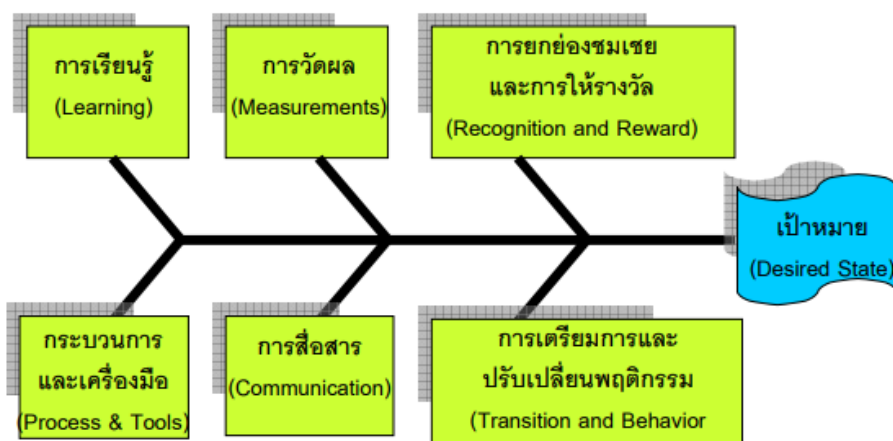 การเรียนรู้
(Learning)
การวัดผล
(Measurements)
การยกย่องชมเชย
และการให้รางวัล
(Recognition and Reward)
เป้าหมาย
(Desired State)
กระบวนการ
และเครื่องมือ
(Process & Tools)
การสื่อสาร
(Communication)
การเตรียมการและ
ปรับเปลี่ยนพฤติกรรม
(Transition and Behavior